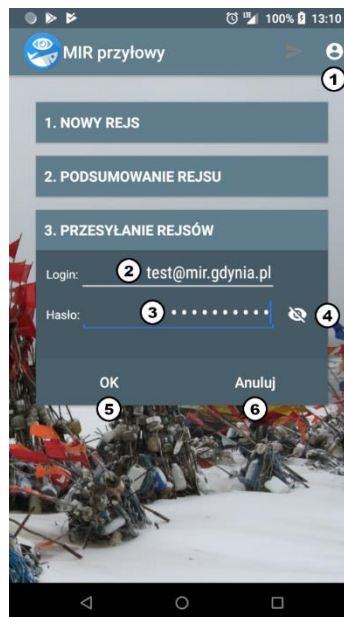 100% 13:10
MIR przyłowy
1
1. NOWY REJS
2. PODSUMOWANIE REJSU
3. PRZESYŁANIE REJSÓW
Login: 2 test@mir.gdynia.pl
Hasło: 3 •••••••••• 4
OK Anuluj
5 6